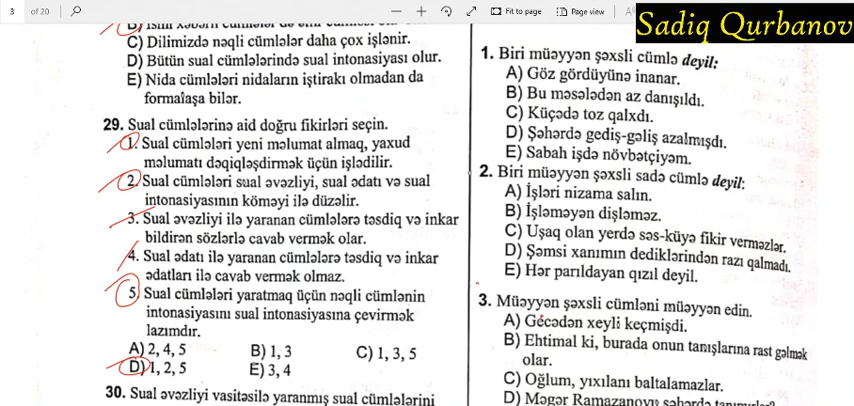 3 of 20
Fit to page
Page view
Sadiq Qurbanov
C) Dilimizdə nəqli cümlələr daha çox işlənir.
D) Bütün sual cümlələrində sual intonasiyası olur.
E) Nida cümlələri nidaların iştirakı olmadan da
formalaşa bilər.
29. Sual cümlələrinə aid doğru fikirləri seçin.
1. Sual cümlələri yeni məlumat almaq, yaxud
məlumatı dəqiqləşdirmək üçün işlədilir.
2. Sual cümlələri sual əvəzliyi, sual ədatı və sual
intonasiyasının köməyi ilə düzəlir.
3. Sual əvəzliyi ilə yaranan cümlələrə təsdiq və inkar
bildirən sözlərlə cavab vermək olar.
4. Sual ədatı ilə yaranan cümlələrə təsdiq və inkar
ədatları ilə cavab vermək olmaz.
5. Sual cümlələri yaratmaq üçün nəqli cümlənin
intonasiyasını sual intonasiyasına çevirmək
lazımdır.
A) 2, 4, 5 B) 1, 3 C) 1, 3, 5
D) 1, 2, 5 E) 3, 4
30. Sual əvəzliyi vasitəsilə yaranmış sual cümlələrini
1. Biri müəyyən şəxsli cümlə deyil:
A) Göz gördüyünə inanar.
B) Bu məsələdən az danışıldı.
C) Küçədə toz qalxdı.
D) Şəhərdə gediş-gəliş azalmışdı.
E) Sabah işdə növbətçiyəm.
2. Biri müəyyən şəxsli sadə cümlə deyil:
A) İşləri nizama salın.
B) İşləməyən dişləməz.
C) Uşaq olan yerdə səs-küyə fikir verməzlər.
D) Şəmsi xanımın dediklərindən razı qalmadı.
E) Hər parıldayan qızıl deyil.
3. Müəyyən şəxsli cümləni müəyyən edin.
A) Gecədən xeyli keçmişdi.
B) Ehtimal ki, burada onun tanışlarına rast gəlmək
olar.
C) Oğlum, yıxılanı baltalamazlar.
D) Məgər Ramazanovu şəhərdə